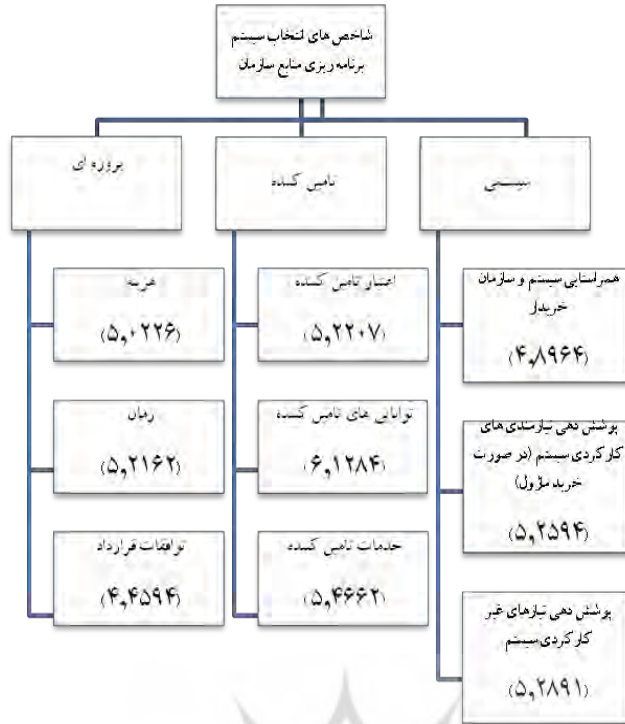 شاخص های انتخاب سیستم
برنامه ریزی منابع سازمان
سیستمی
تامین کننده
پروژه ای
همراستایی سیستم و سازمان
خریدار
(۴,۸۹۶۴)
پوشش دهی نیازمندی های
کارکردی سیستم (در صورت
خرید ماژول)
(۵,۲۵۹۴)
پوشش دهی نیازهای غیر
کارکردی سیستم
(۵,۲۸۹۱)
اعتبار تامین کننده
(۵,۲۲۰۷)
توانایی های تامین کننده
(۶,۱۲۸۴)
خدمات تامین کننده
(۵,۴۶۶۲)
هزینه
(۵,۰۲۲۶)
زمان
(۵,۲۱۶۲)
توافقات قرارداد
(۴,۴۵۹۴)